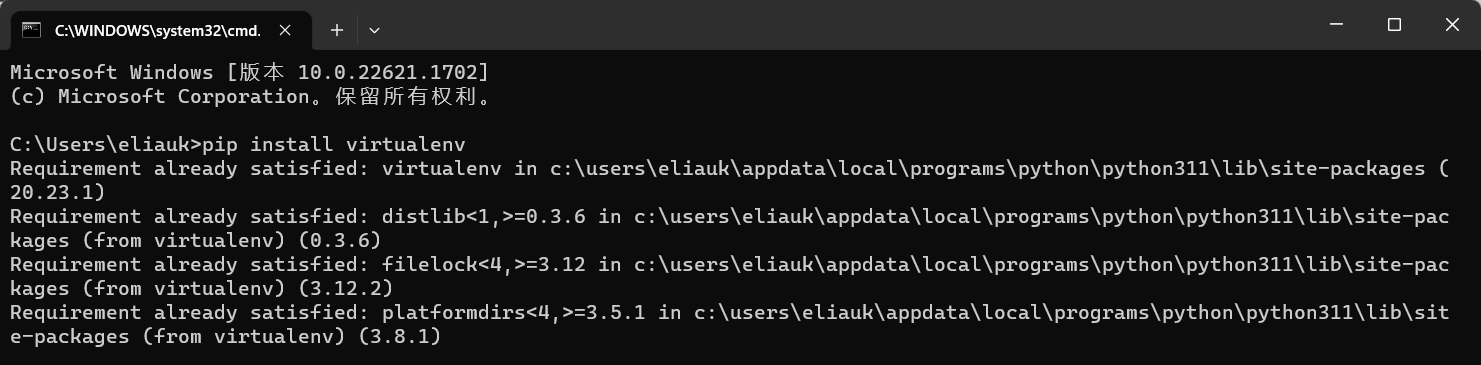 C:\WINDOWS\system32\cmd.
Microsoft Windows [版本 10.0.22621.1702]
(c) Microsoft Corporation。保留所有权利。
C:\Users\eliauk>pip install virtualenv
Requirement already satisfied: virtualenv in c:\users\eliauk\appdata\local\programs\python\python311\lib\site-packages (
20.23.1)
Requirement already satisfied: distlib<1,>=0.3.6 in c:\users\eliauk\appdata\local\programs\python\python311\lib\site-pac
kages (from virtualenv) (0.3.6)
Requirement already satisfied: filelock<4,>=3.12 in c:\users\eliauk\appdata\local\programs\python\python311\lib\site-pac
kages (from virtualenv) (3.12.2)
Requirement already satisfied: platformdirs<4,>=3.5.1 in c:\users\eliauk\appdata\local\programs\python\python311\lib\sit
e-packages (from virtualenv) (3.8.1)